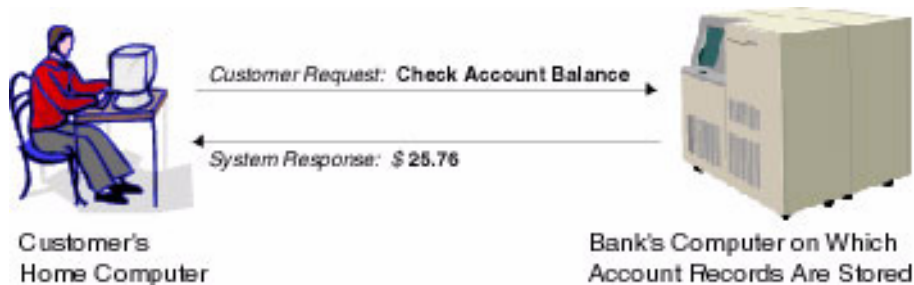 Customer Request: Check Account Balance
System Response: $ 25.76
Customer's
Home Computer
Bank's Computer on Which
Account Records Are Stored